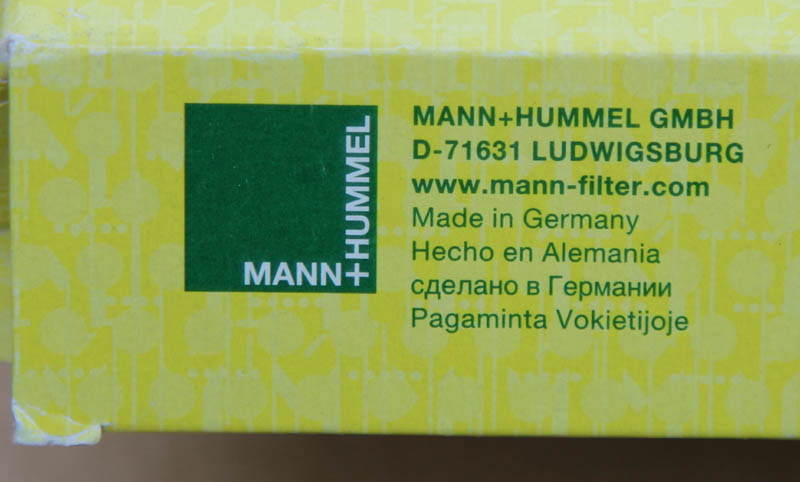 MANN+HUMMEL
MANN+HUMMEL GMBH
D-71631 LUDWIGSBURG
www.mann-filter.com
Made in Germany
Hecho en Alemania
сделано в Германии
Pagaminta Vokietijoje